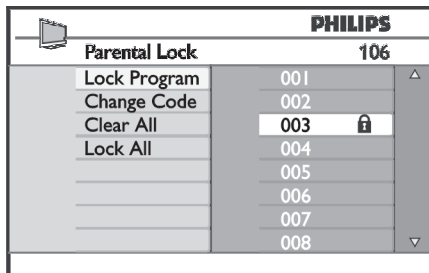 PHILIPS
Parental Lock 106
Lock Program 001
Change Code 002
Clear All 003
Lock All 004
005
006
007
008